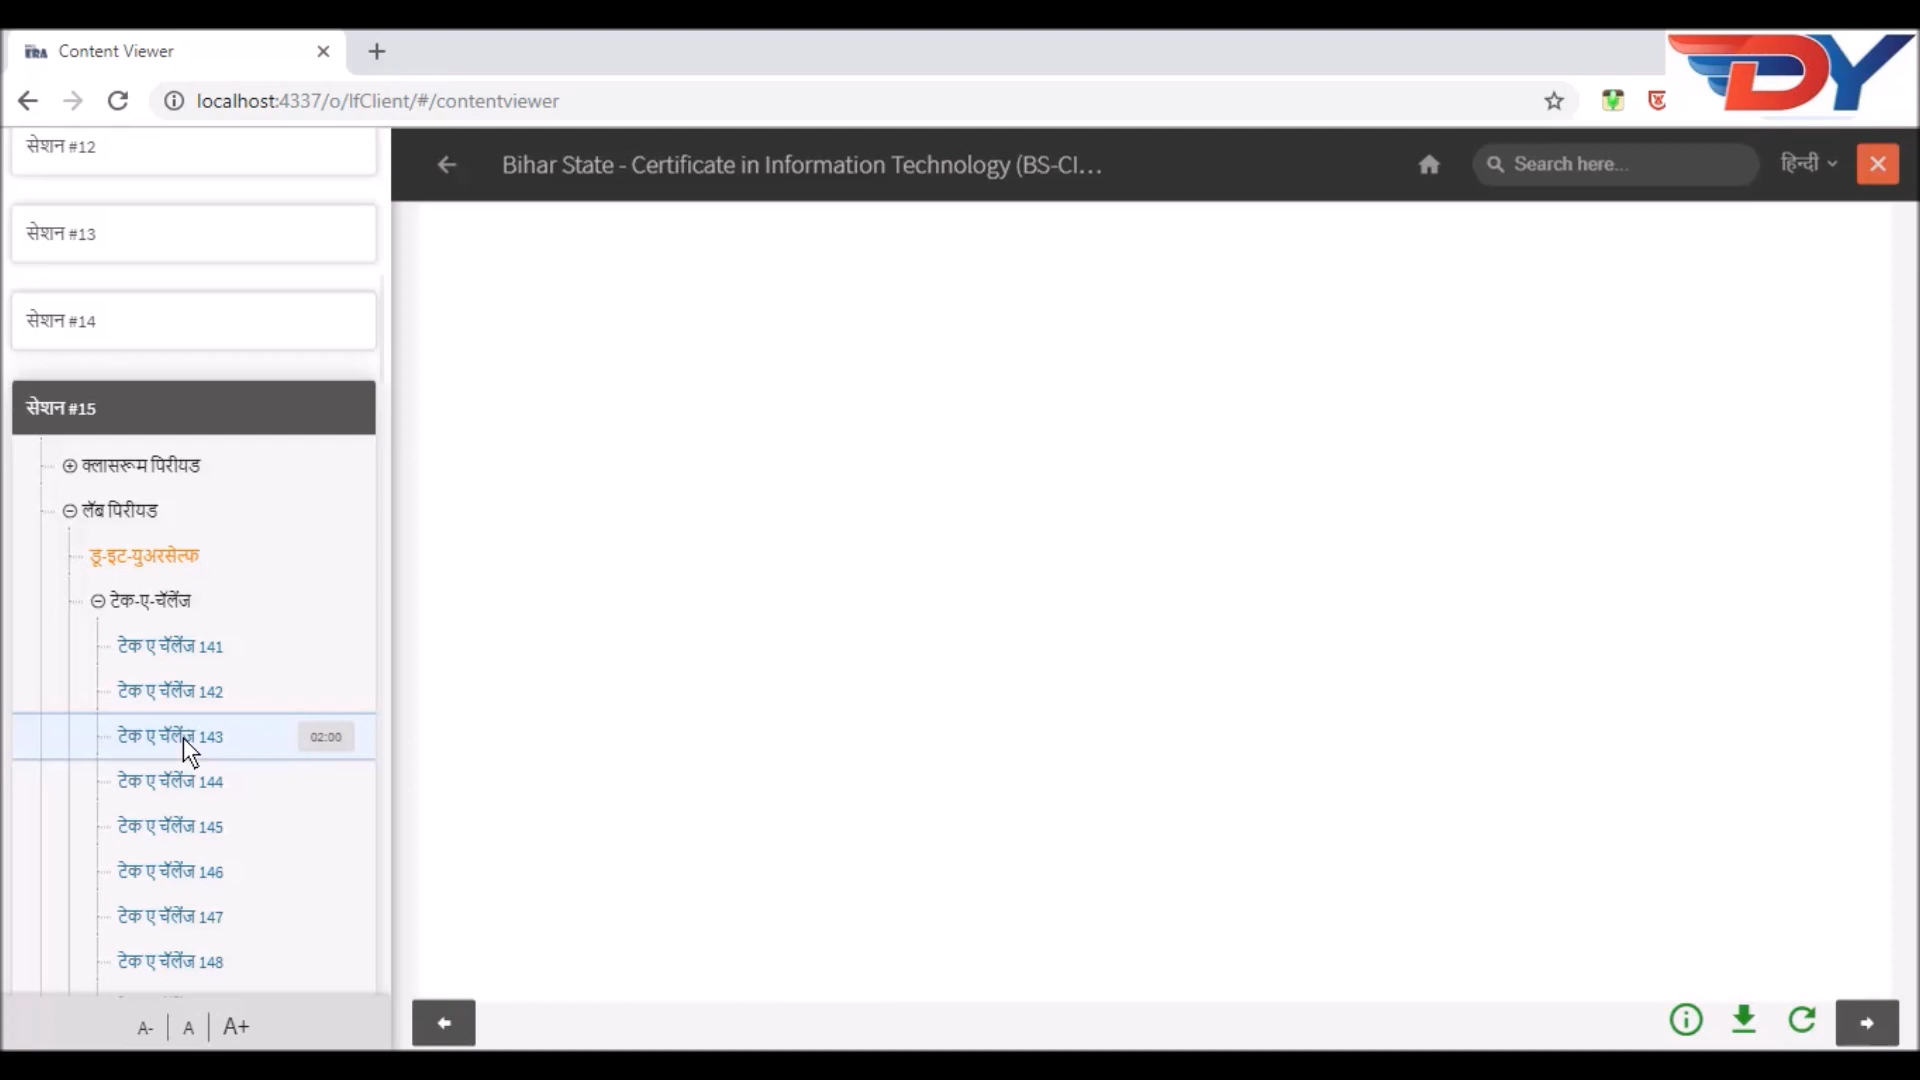 ERA Content Viewer
localhost:4337/o/lfClient/#/contentviewer
DY
सेशन #12
सेशन #13
सेशन #14
सेशन #15
क्लासरूम पिरीयड
लॅब पिरीयड
डू-इट-युअरसेल्फ
टेक-ए-चॅलेंज
टेक ए चॅलेंज 141
टेक ए चॅलेंज 142
टेक ए चॅलेंज 143 02:00
टेक ए चॅलेंज 144
टेक ए चॅलेंज 145
टेक ए चॅलेंज 146
टेक ए चॅलेंज 147
टेक ए चॅलेंज 148
A- A A+
Bihar State - Certificate in Information Technology (BS-CI...
Search here...
हिन्दी